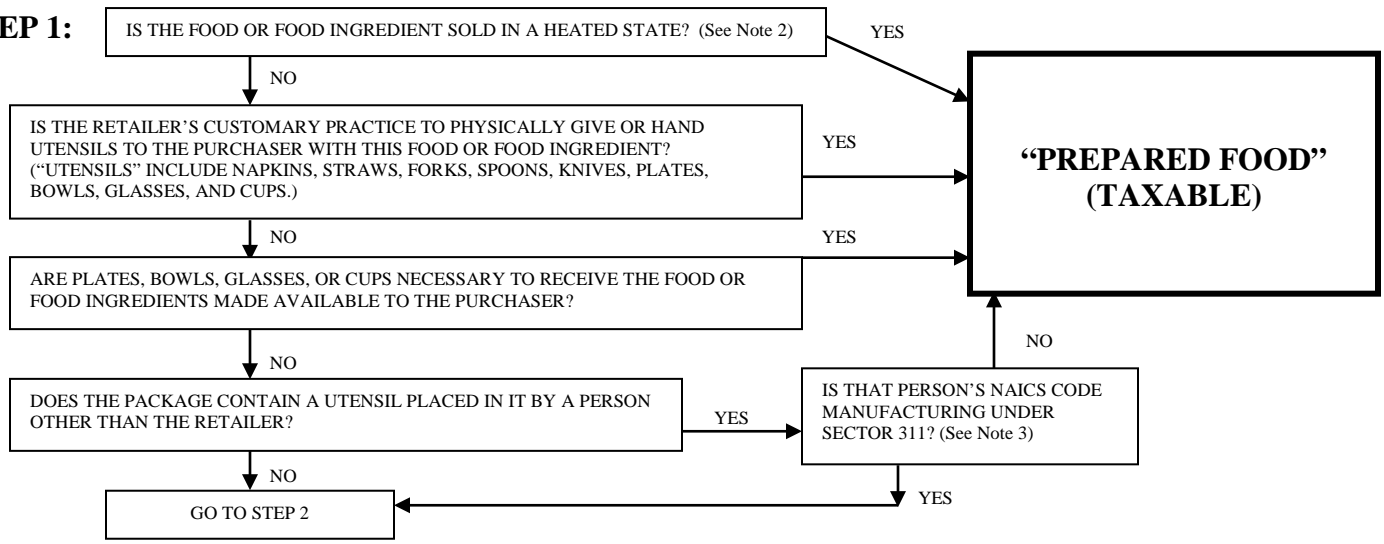 EP 1:
IS THE FOOD OR FOOD INGREDIENT SOLD IN A HEATED STATE? (See Note 2)
YES
NO
IS THE RETAILER'S CUSTOMARY PRACTICE TO PHYSICALLY GIVE OR HAND
UTENSILS TO THE PURCHASER WITH THIS FOOD OR FOOD INGREDIENT?
("UTENSILS" INCLUDE NAPKINS, STRAWS, FORKS, SPOONS, KNIVES, PLATES,
BOWLS, GLASSES, AND CUPS.)
YES
"PREPARED FOOD"
(TAXABLE)
NO
YES
ARE PLATES, BOWLS, GLASSES, OR CUPS NECESSARY TO RECEIVE THE FOOD OR
FOOD INGREDIENTS MADE AVAILABLE TO THE PURCHASER?
NO
DOES THE PACKAGE CONTAIN A UTENSIL PLACED IN IT BY A PERSON
OTHER THAN THE RETAILER?
YES
IS THAT PERSON'S NAICS CODE
MANUFACTURING UNDER
SECTOR 311? (See Note 3)
NO
NO
YES
GO TO STEP 2